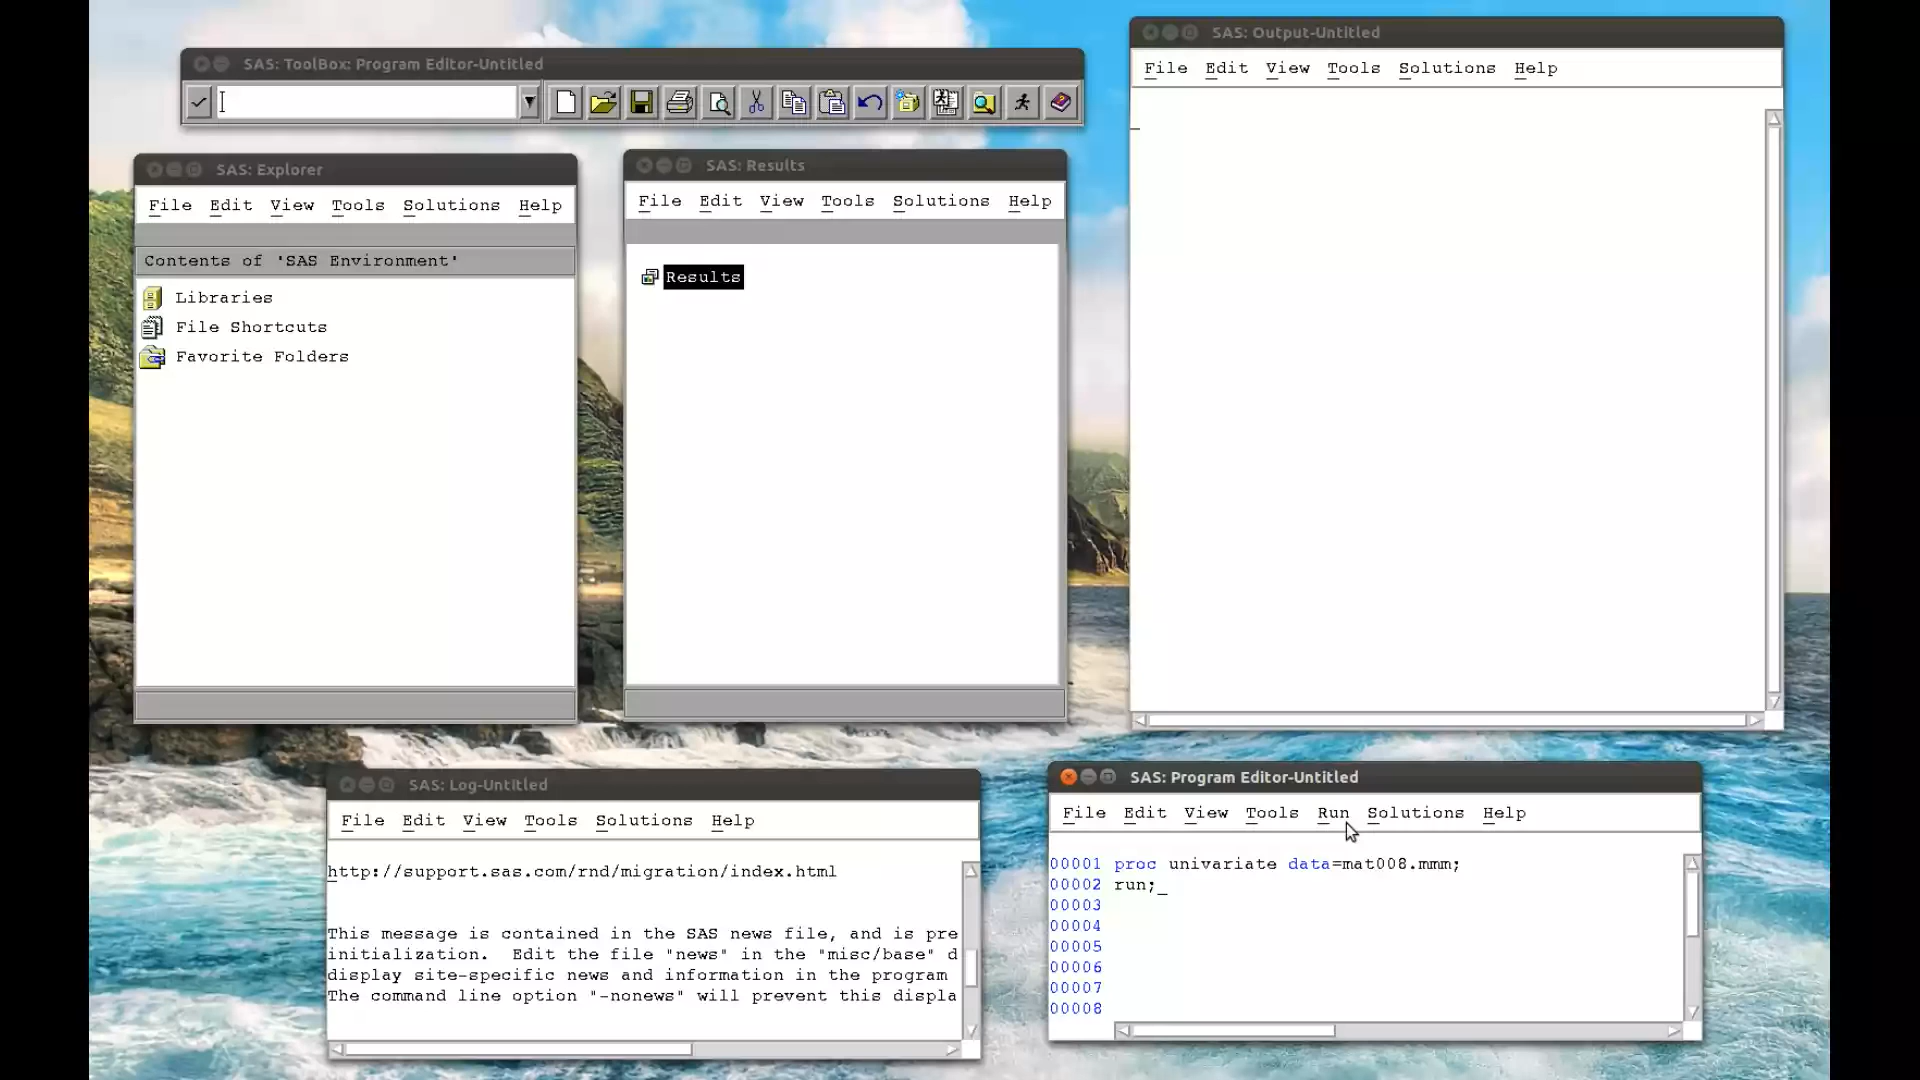 SAS: ToolBox: Program Editor-Untitled
SAS: Explorer
File Edit View Tools Solutions Help
Contents of 'SAS Environment'
Libraries
File Shortcuts
Favorite Folders
SAS: Results
File Edit View Tools Solutions Help
Results
SAS: Output-Untitled
File Edit View Tools Solutions Help
SAS: Log-Untitled
File Edit View Tools Solutions Help
http://support.sas.com/rnd/migration/index.html
This message is contained in the SAS news file, and is pre
initialization. Edit the file "news" in the "misc/base" d
display site-specific news and information in the program
The command line option "-nonews" will prevent this displa
SAS: Program Editor-Untitled
File Edit View Tools Run Solutions Help
00001 proc univariate data=mat008.mmm;
00002 run;_
00003
00004
00005
00006
00007
00008